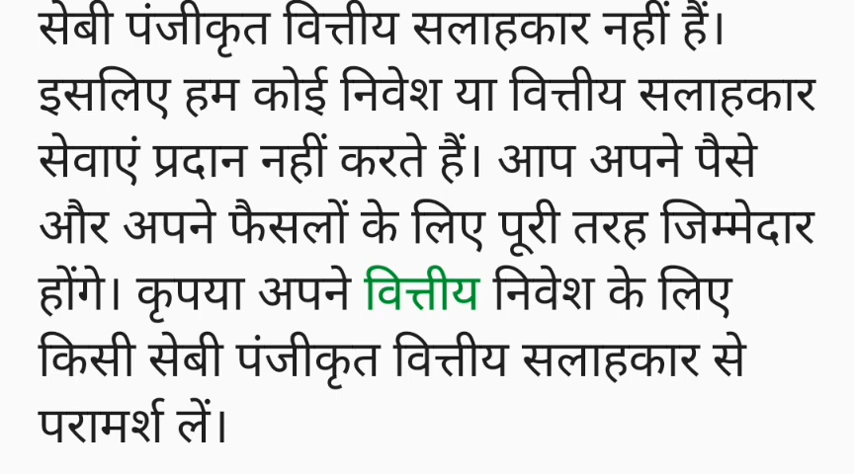 सेबी पंजीकृत वित्तीय सलाहकार नहीं हैं।
इसलिए हम कोई निवेश या वित्तीय सलाहकार
सेवाएं प्रदान नहीं करते हैं। आप अपने पैसे
और अपने फैसलों के लिए पूरी तरह जिम्मेदार
होंगे। कृपया अपने वित्तीय निवेश के लिए
किसी सेबी पंजीकृत वित्तीय सलाहकार से
परामर्श लें।